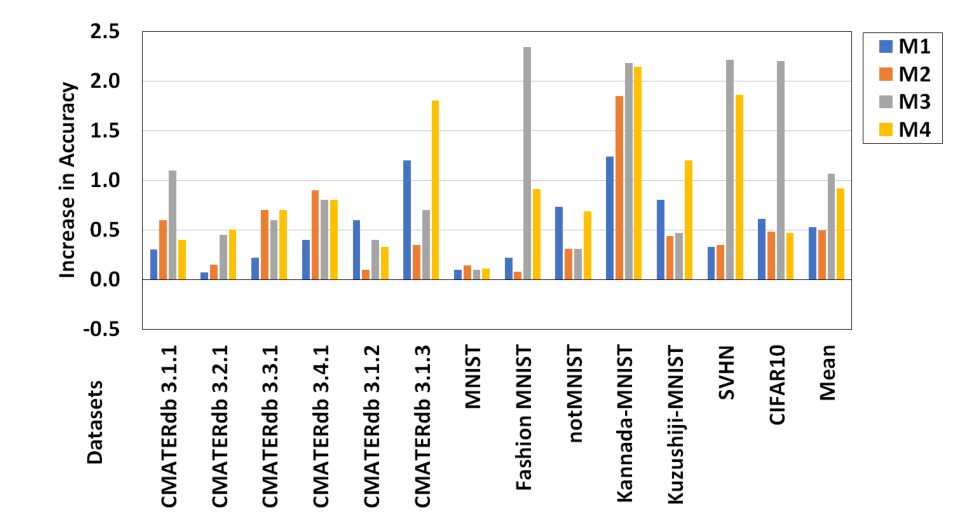 2.5
2.0
1.5
1.0
0.5
0.0
-0.5
Increase in Accuracy
M1
M2
M3
M4
Datasets
CMATERdb 3.1.1
CMATERdb 3.2.1
CMATERdb 3.3.1
CMATERdb 3.4.1
CMATERdb 3.1.2
CMATERdb 3.1.3
MNIST
Fashion MNIST
notMNIST
Kannada-MNIST
Kuzushiji-MNIST
SVHN
CIFAR10
Mean